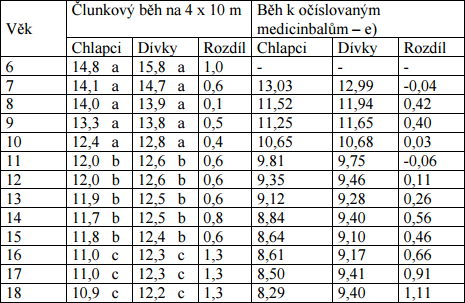 Věk Člunkový běh na 4 x 10 m Běh k očíslovaným medicinbalům – e)
Chlapci Dívky Rozdíl Chlapci Dívky Rozdíl
6 14,8 a 15,8 a 1,0 - - -
7 14,1 a 14,7 a 0,6 13,03 12,99 -0,04
8 14,0 a 13,9 a 0,1 11,52 11,94 0,42
9 13,3 a 13,8 a 0,5 11,25 11,65 0,40
10 12,4 a 12,8 a 0,4 10,65 10,68 0,03
11 12,0 b 12,6 b 0,6 9.81 9,75 -0,06
12 12,0 b 12,6 b 0,6 9,35 9,46 0,11
13 11,9 b 12,5 b 0,6 9,12 9,28 0,26
14 11,7 b 12,5 b 0,8 8,84 9,40 0,56
15 11,8 b 12,4 b 0,6 8,64 9,10 0,46
16 11,0 c 12,3 c 1,3 8,61 9,17 0,66
17 11,0 c 12,3 c 1,3 8,50 9,41 0,91
18 10,9 c 12,2 c 1,3 8,29 9,40 1,11